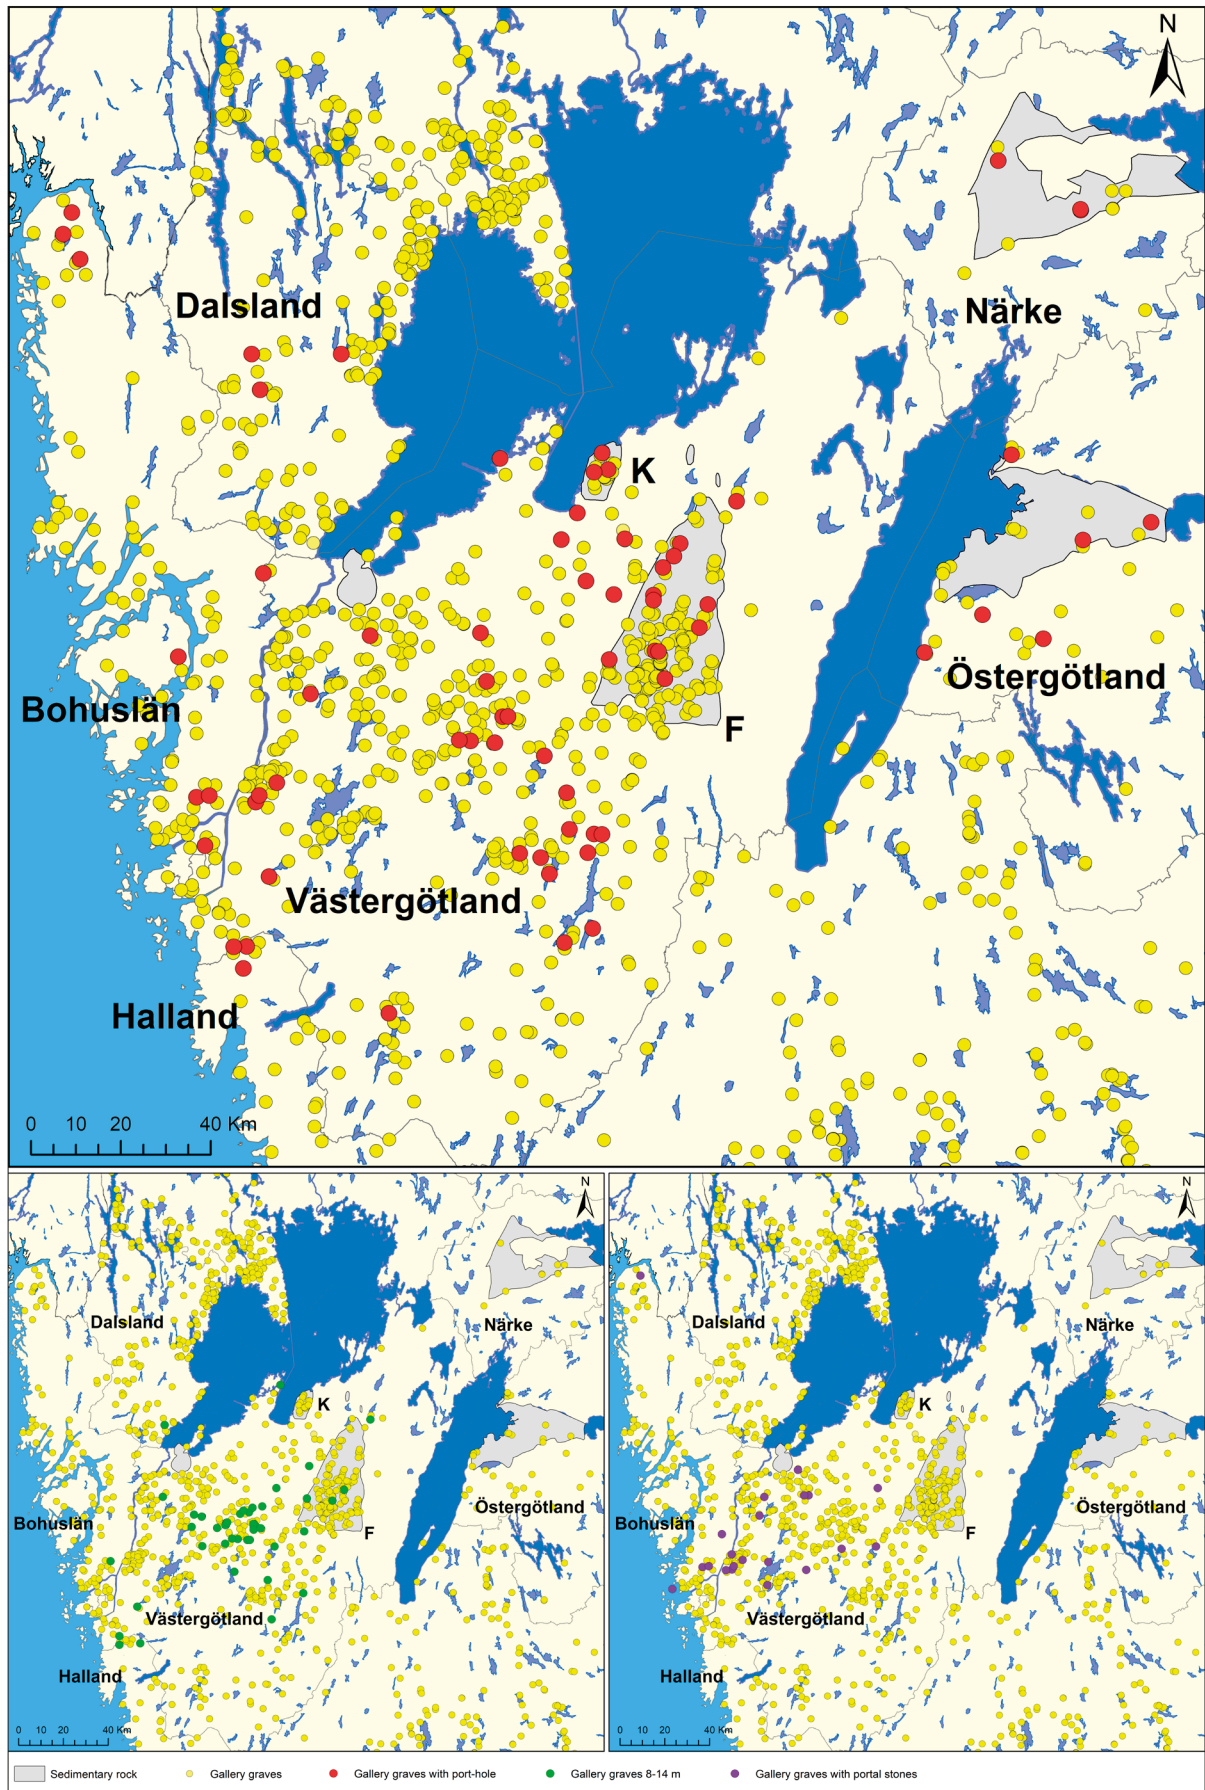 N
Dalsland
Närke
K
Östergötland
Bohuslän
F
Västergötland
Halland
0 10 20 40 Km
N
Dalsland
Närke
K
Östergötland
Bohuslän
F
Västergötland
Halland
0 10 20 40 Km
N
Dalsland
Närke
K
Östergötland
Bohuslän
F
Västergötland
Halland
0 10 20 40 Km
Sedimentary rock Gallery graves Gallery graves with port-hole Gallery graves 8-14 m Gallery graves with portal stones